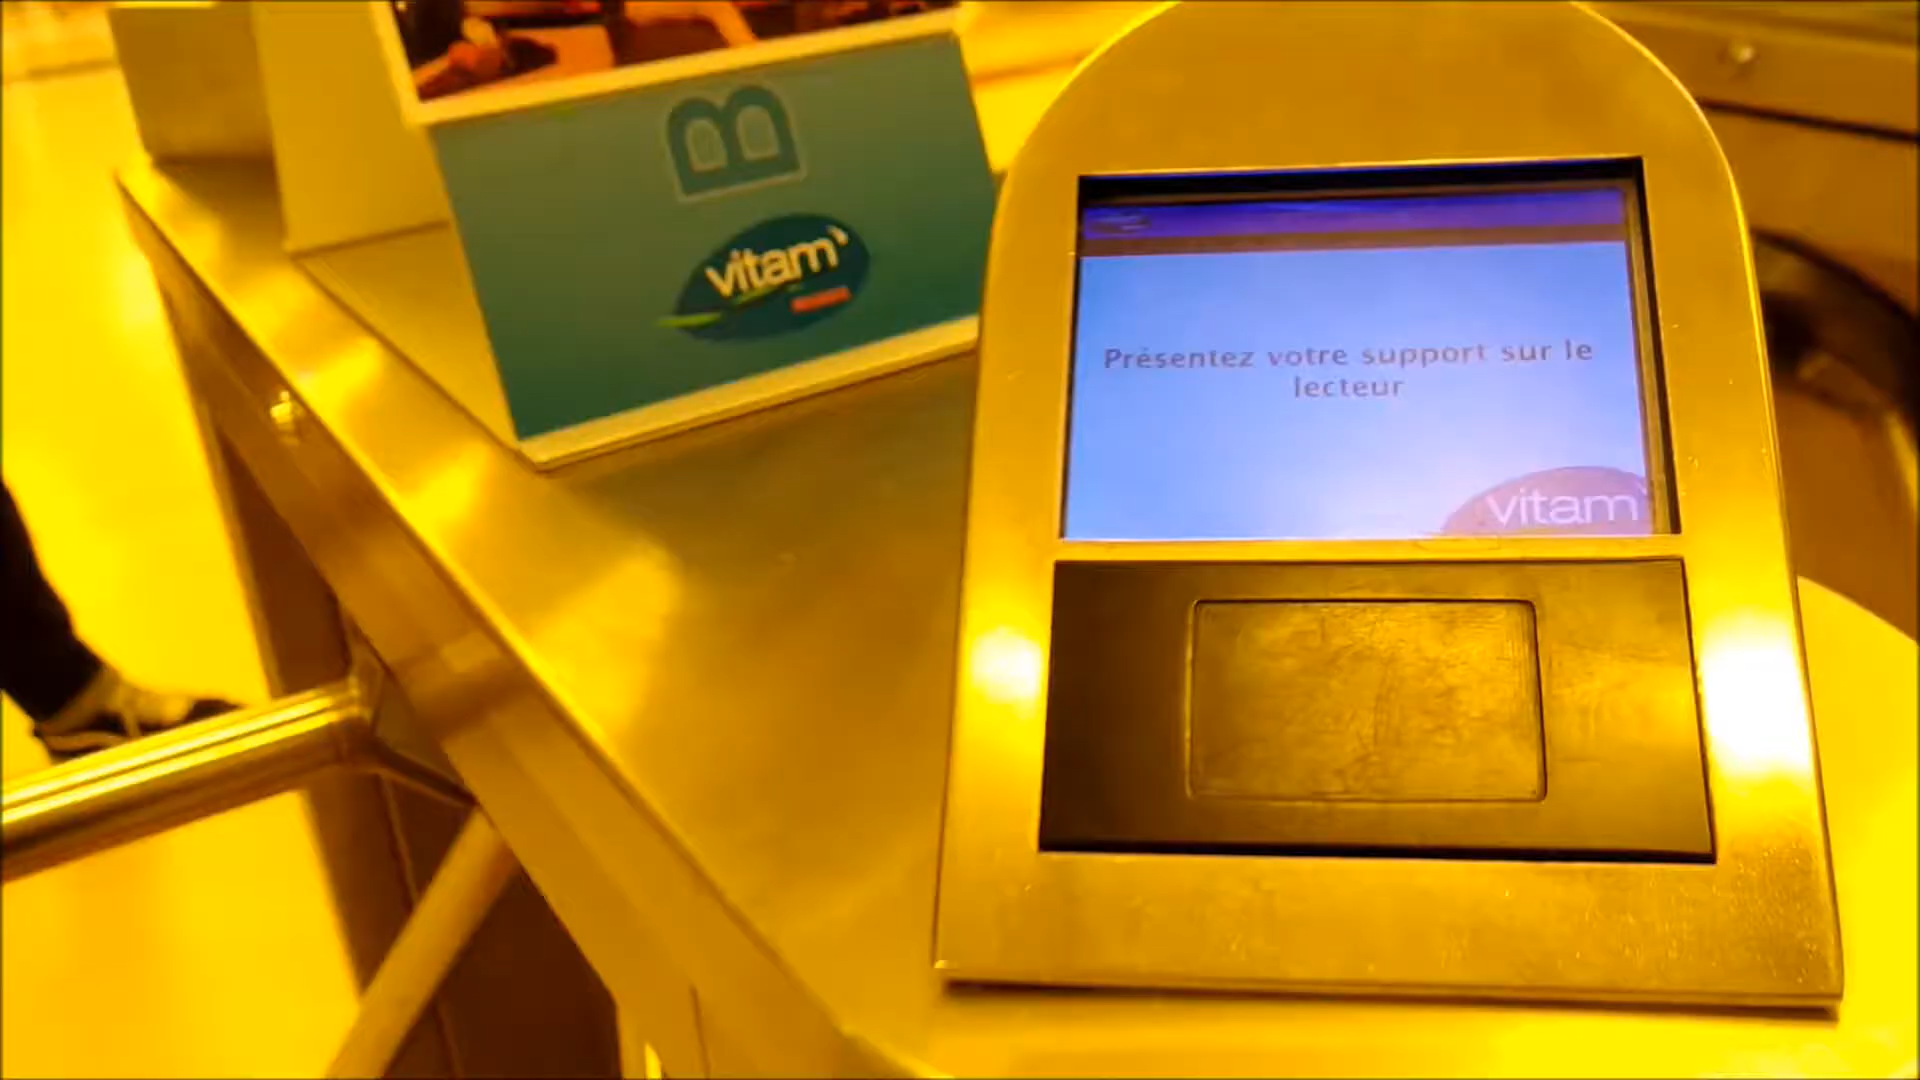 B
vitam'
Présentez votre support sur le
lecteur
vitam'